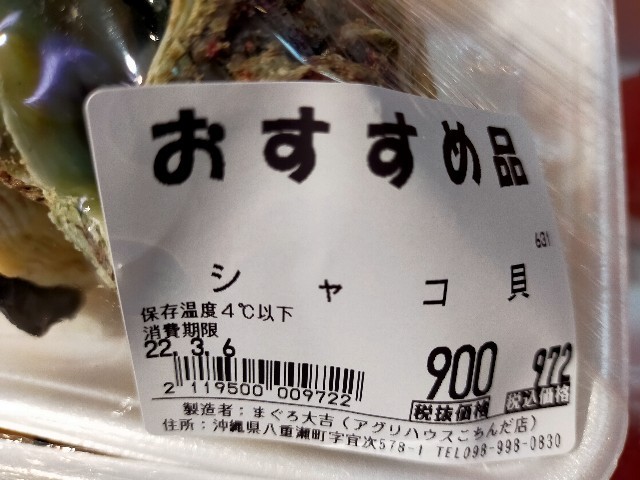 おすすめ品
631
シャコ貝
保存温度4℃以下
消費期限
22.3.6
900 972
税抜価格 税込価格
2 119500 009722
製造者：まぐろ大吉（アグリハウスこちんだ店）
住所：沖縄県八重瀬町字宜次578-1 TEL098-998-0830